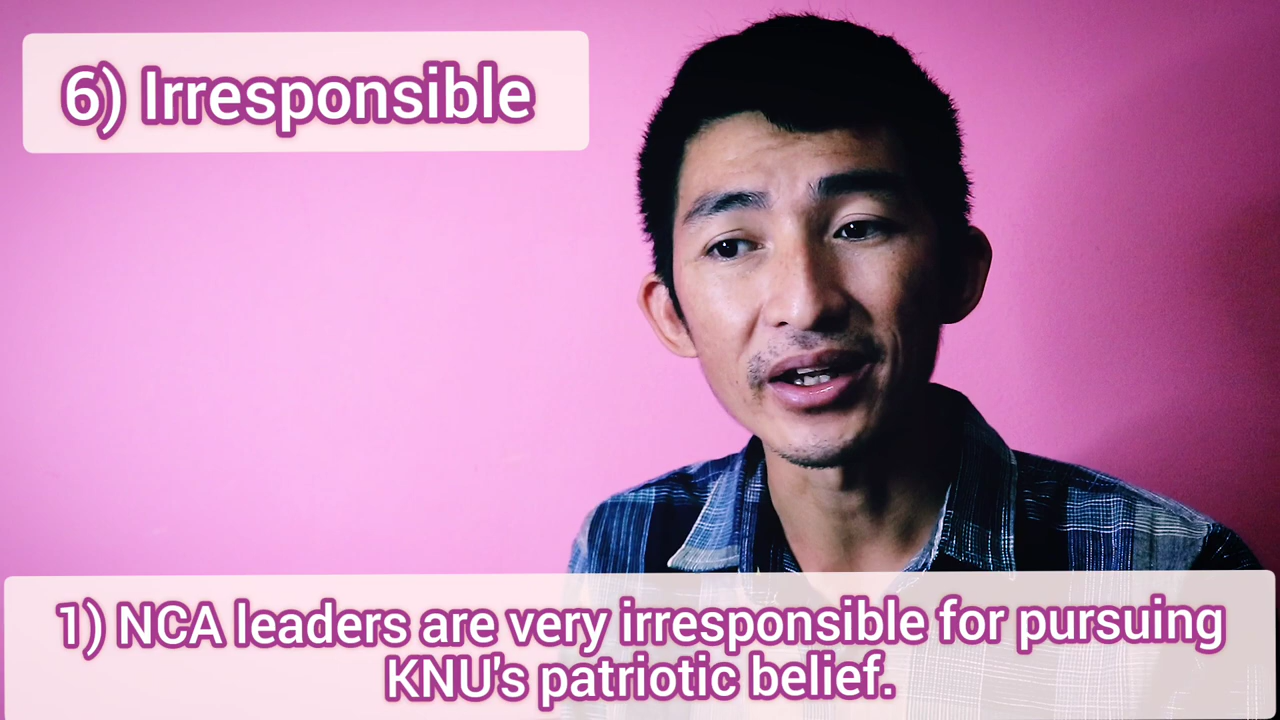 6) Irresponsible
1) NCA leaders are very irresponsible for pursuing
KNU's patriotic belief.